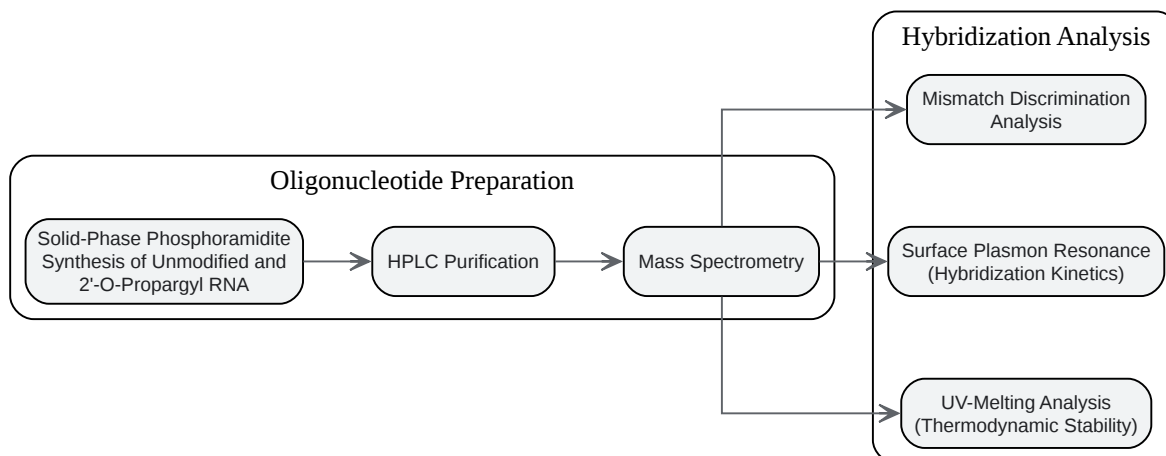 Hybridization Analysis
Mismatch Discrimination
Analysis
Oligonucleotide Preparation
Solid-Phase Phosphoramidite
Synthesis of Unmodified and
2'-O-Propargyl RNA
HPLC Purification
Mass Spectrometry
Surface Plasmon Resonance
(Hybridization Kinetics)
UV-Melting Analysis
(Thermodynamic Stability)